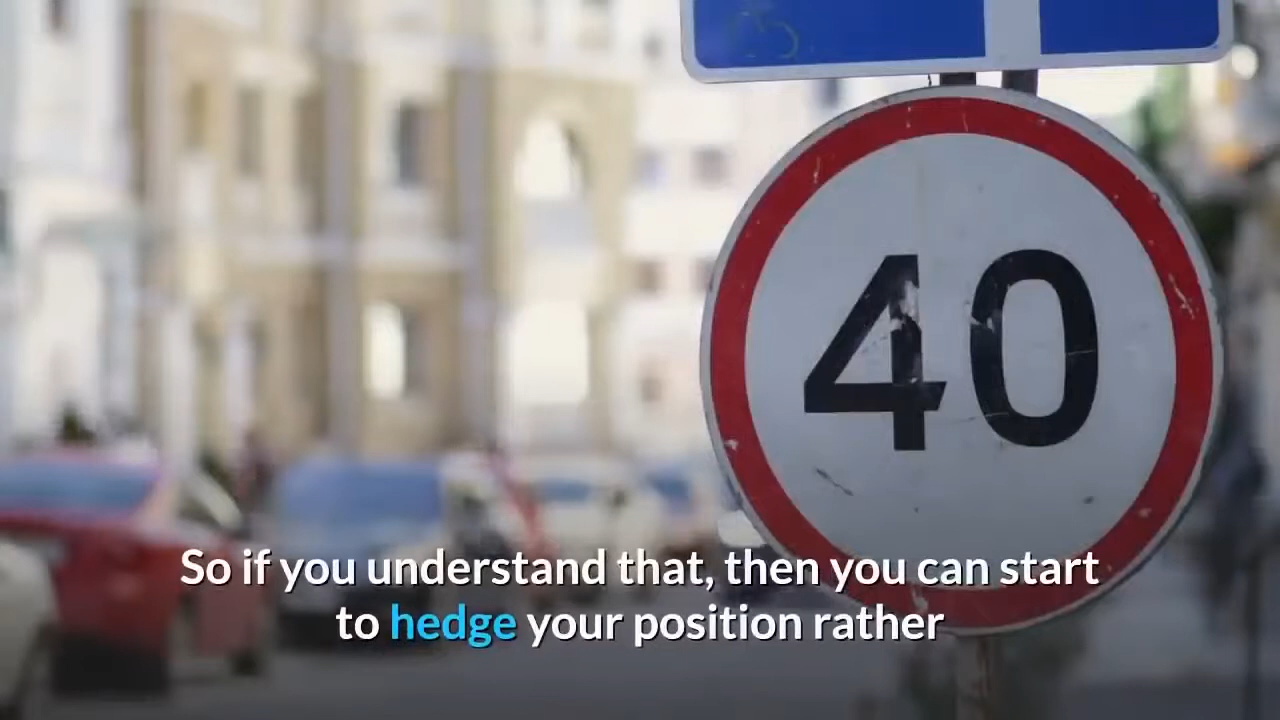 40
So if you understand that, then you can start
to hedge your position rather